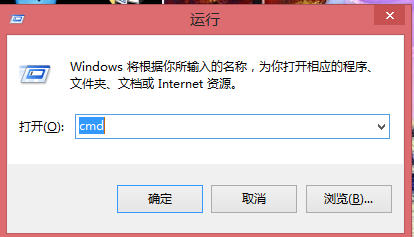 运行
Windows 将根据你所输入的名称，为你打开相应的程序、
文件夹、文档或 Internet 资源。
打开(O): cmd
确定 取消 浏览(B)...